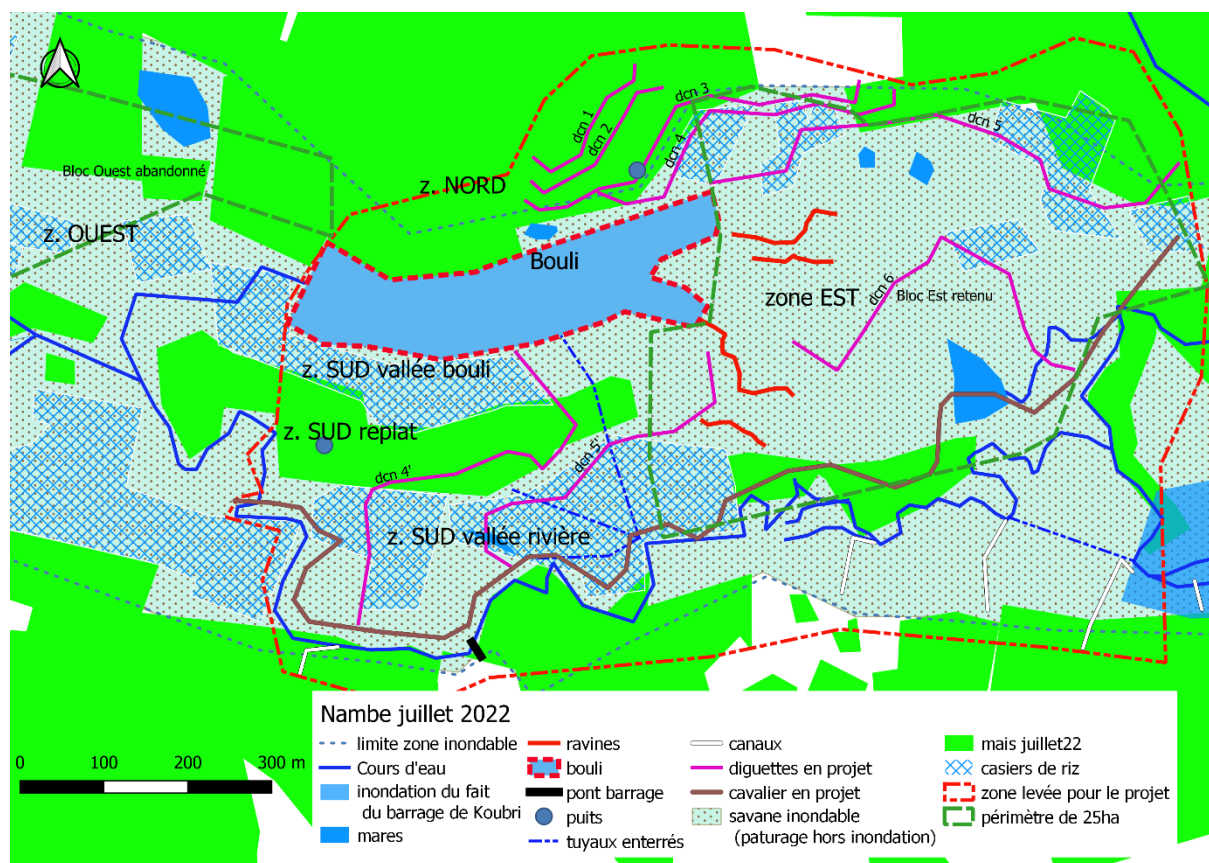 dcn 3
dcn 1
dcn 2
dcn 4
dcn 5
Bloc Ouest abandonné
z. NORD
z. OUEST
Bouli
zone EST
dcn 6
Bloc Est retenu
z. SUD vallée bouli
z. SUD replat
dcn 4'
dcn 5'
z. SUD vallée rivière
Nambe juillet 2022
limite zone inondable
Cours d'eau
inondation du fait
du barrage de Koubri
mares
ravines
bouli
pont barrage
puits
tuyaux enterrés
canaux
diguettes en projet
cavalier en projet
savane inondable
(paturage hors inondation)
mais juillet22
casiers de riz
zone levée pour le projet
périmètre de 25ha
0 100 200 300 m